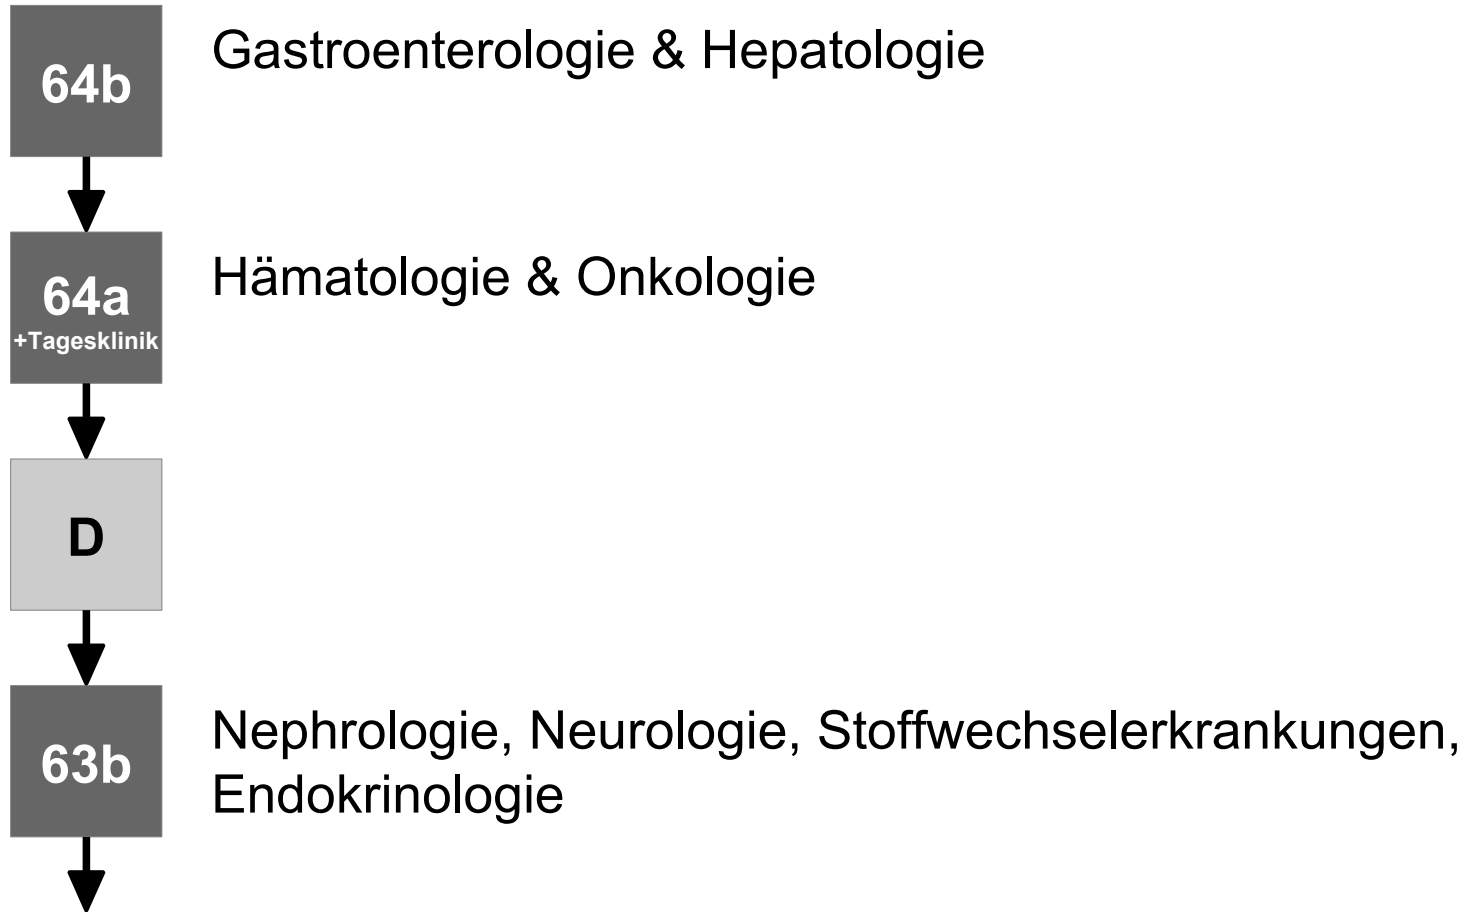 64b
Gastroenterologie & Hepatologie
64a
+Tagesklinik
Hämatologie & Onkologie
D
63b
Nephrologie, Neurologie, Stoffwechselerkrankungen,
Endokrinologie